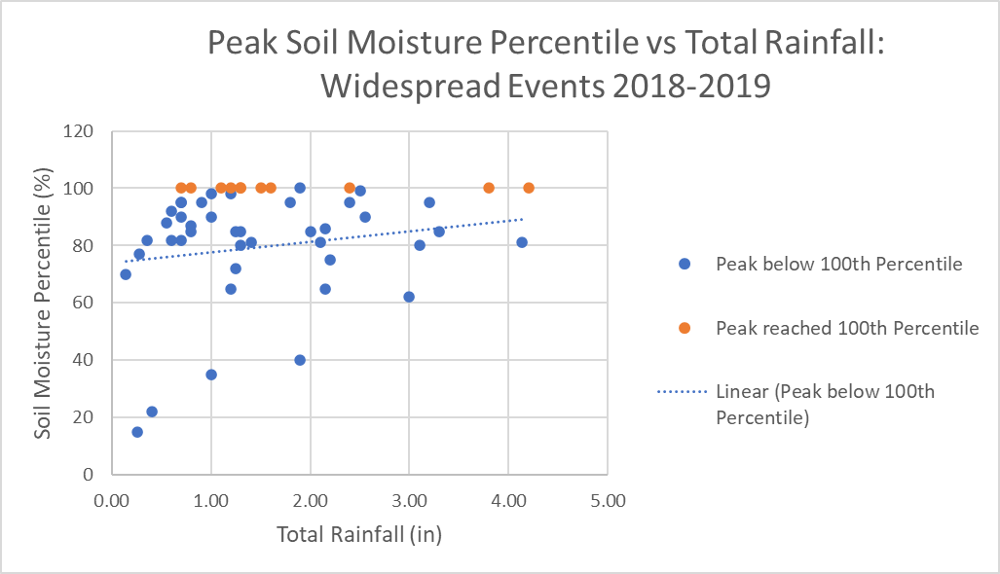 Peak Soil Moisture Percentile vs Total Rainfall:
Widespread Events 2018-2019
120
100
80
60
40
20
0
Soil Moisture Percentile (%)
0.00 1.00 2.00 3.00 4.00 5.00
Total Rainfall (in)
Peak below 100th Percentile
Peak reached 100th Percentile
Linear (Peak below 100th
Percentile)